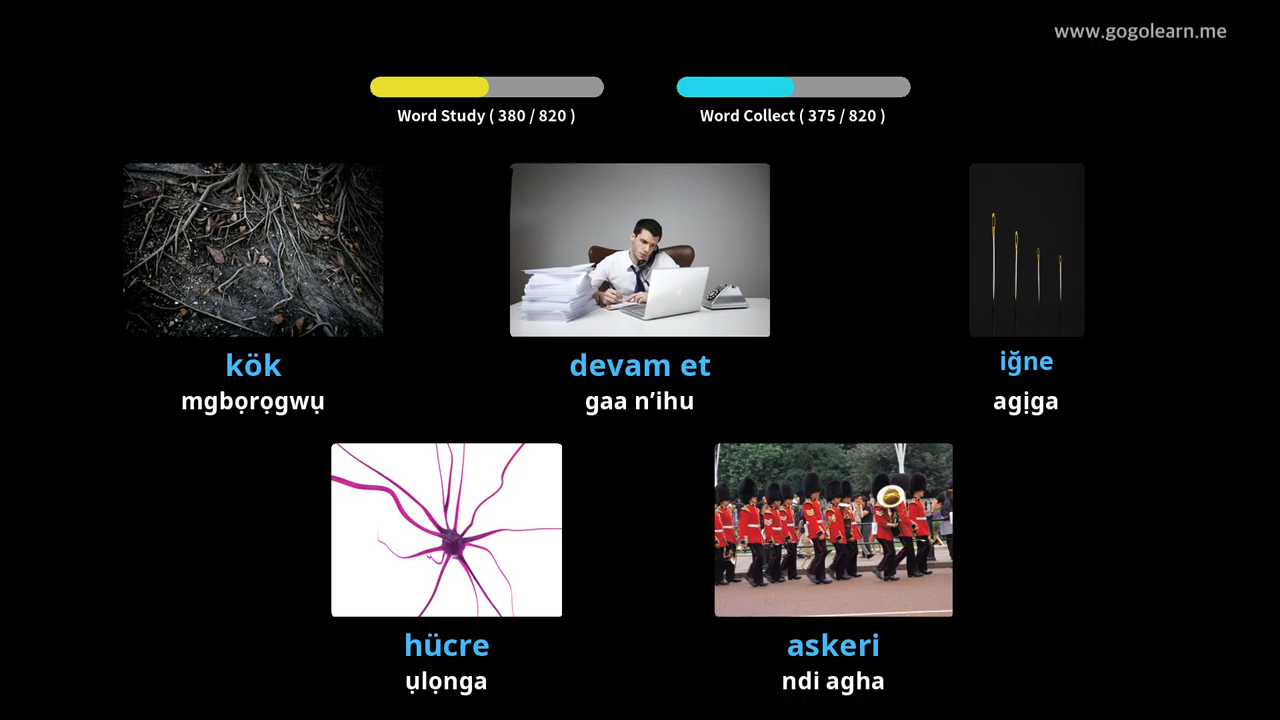 www.gogolearn.me
Word Study ( 380 / 820 )
Word Collect ( 375 / 820 )
kök
mgbọrọgwụ
devam et
gaa n’ihu
iğne
agịga
hücre
ụlọnga
askeri
ndi agha